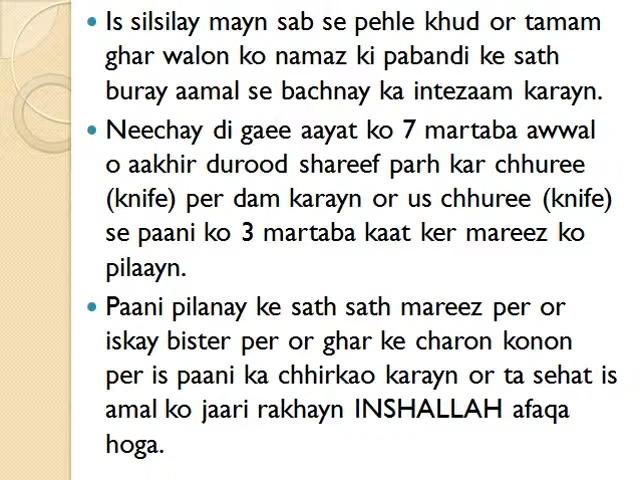 Is silsilay mayn sab se pehle khud or tamam
ghar walon ko namaz ki pabandi ke sath
buray aamal se bachnay ka intezaam karayn.
Neechay di gaee aayat ko 7 martaba awwal
o aakhir durood shareef parh kar chhuree
(knife) per dam karayn or us chhuree (knife)
se paani ko 3 martaba kaat ker mareez ko
pilaayn.
Paani pilanay ke sath sath mareez per or
iskay bister per or ghar ke charon konon
per is paani ka chhirkao karayn or ta sehat is
amal ko jaari rakhayn INSHALLAH afaqa
hoga.